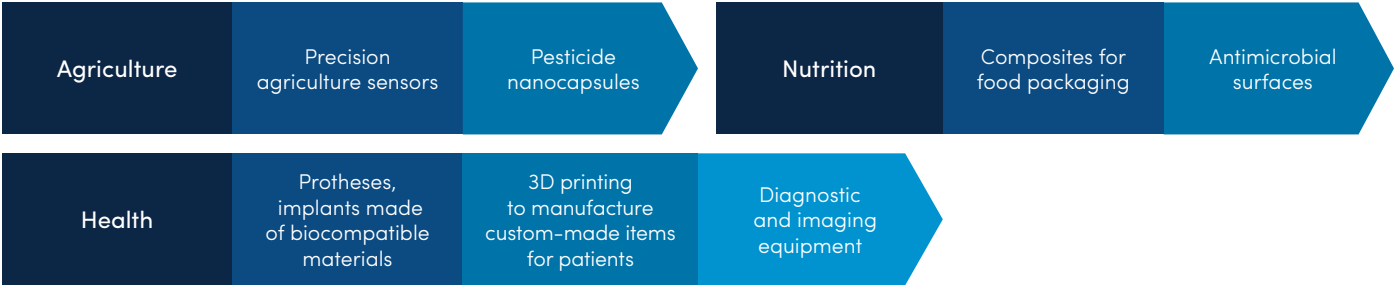 Agriculture
Precision
agriculture sensors
Pesticide
nanocapsules
Nutrition
Composites for
food packaging
Antimicrobial
surfaces
Health
Protheses,
implants made
of biocompatible
materials
3D printing
to manufacture
custom-made items
for patients
Diagnostic
and imaging
equipment